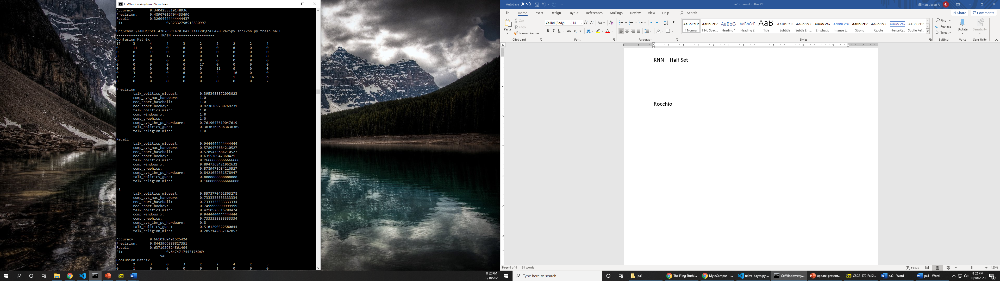 C:\Windows\system32\cmd.exe
Accuracy: 0.3404255319148936
Precision: 0.48907019704433496
Recall: 0.32694444444444437
F1: 0.32332796513830997
D:\School\TAMU\CSCE_470\CSCE470_PA2_fall20\CSCE470_PA2>py src/knn.py train_half
-------------------- TRAIN --------------------
Confusion Matrix
17 3 4 4 3 2 2 2 2 4
0 11 0 0 0 0 0 0 0 0
0 0 11 0 0 0 0 0 0 0
0 0 0 12 0 0 1 0 0 0
0 0 0 0 4 0 0 0 0 0
0 0 0 0 0 17 0 0 0 0
0 0 0 0 0 0 11 0 0 0
0 3 0 0 0 0 2 16 0 0
1 2 4 3 8 0 3 1 16 6
0 0 0 0 0 0 0 0 0 2
Precision
talk_politics_mideast: 0.3953488372093023
comp_sys_mac_hardware: 1.0
rec_sport_baseball: 1.0
rec_sport_hockey: 0.9230769230769231
talk_politics_misc: 1.0
comp_windows_x: 1.0
comp_graphics: 1.0
comp_sys_ibm_pc_hardware: 0.7619047619047619
talk_politics_guns: 0.36363636363636365
talk_religion_misc: 1.0
Recall
talk_politics_mideast: 0.9444444444444444
comp_sys_mac_hardware: 0.5789473684210527
rec_sport_baseball: 0.5789473684210527
rec_sport_hockey: 0.631578947368421
talk_politics_misc: 0.26666666666666666
comp_windows_x: 0.8947368421052632
comp_graphics: 0.5789473684210527
comp_sys_ibm_pc_hardware: 0.8421052631578947
talk_politics_guns: 0.8888888888888888
talk_religion_misc: 0.16666666666666666
F1
talk_politics_mideast: 0.5573770491803278
comp_sys_mac_hardware: 0.7333333333333334
rec_sport_baseball: 0.7333333333333334
rec_sport_hockey: 0.7499999999999999
talk_politics_misc: 0.4210526315789474
comp_windows_x: 0.9444444444444444
comp_graphics: 0.7333333333333334
comp_sys_ibm_pc_hardware: 0.8
talk_politics_guns: 0.5161290322580644
talk_religion_misc: 0.2857142857142857
Accuracy: 0.6610169491525424
Precision: 0.8443966885827351
Recall: 0.6371929824561404
F1: 0.6474717443176069
-------------------- VAL --------------------
Confusion Matrix
9 2 3 0 3 2 2 4 2 5
0 1 0 0 0 0 1 0 0 0
8:52 PM
10/18/2020
AutoSave Off
pa2 - Saved to this PC
Gilman, Jason A GJ
File Home Insert Design Layout References Mailings Review View Help Search
Share Comments
Paste Cut
Copy
Format Painter
Clipboard
Calibri (Body) 14
Font
Paragraph
AaBbCcDc AaBbCcDc AaBbCc AaBbCcD AaB AaBbCcD AaBbCcDc AaBbCcDc AaBbCcDc AaBbCcDc AaBbCcDc AaBbCcDc AaBbCcDc
¶ Normal ¶ No Spac... Heading 1 Heading 2 Title Subtitle Subtle Em... Emphasis Intense E... Strong Quote Intense Q... Subtle Ref...
Styles
Find
Replace
Select
Editing
Dictate
Voice
Sensitivity
Sensitivity
KNN – Half Set
Rocchio
Page 8 of 8 61 words
Focus
120%
Type here to search
pa1
The F'ing Truth!...
My eCampus – ...
naive-bayes.py ...
C:\Windows\sy...
update_present...
CSCE-470_Fall2...
pa2 - Word
pa1 - Word
8:52 PM
10/18/2020